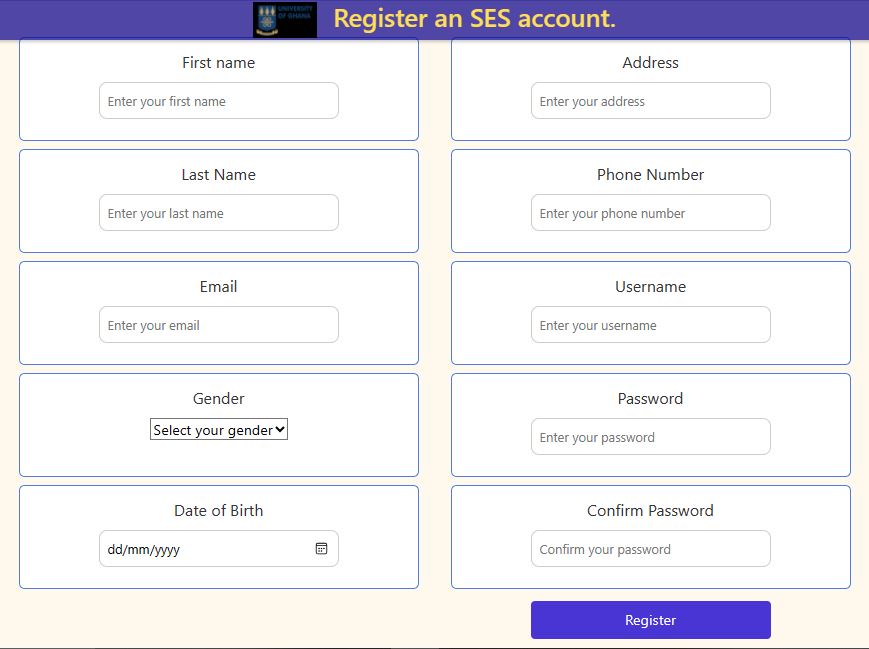 UNIVERSITY
OF GHANA
Register an SES account.
First name
Enter your first name
Last Name
Enter your last name
Email
Enter your email
Gender
Select your gender
Date of Birth
dd/mm/yyyy
Address
Enter your address
Phone Number
Enter your phone number
Username
Enter your username
Password
Enter your password
Confirm Password
Confirm your password
Register